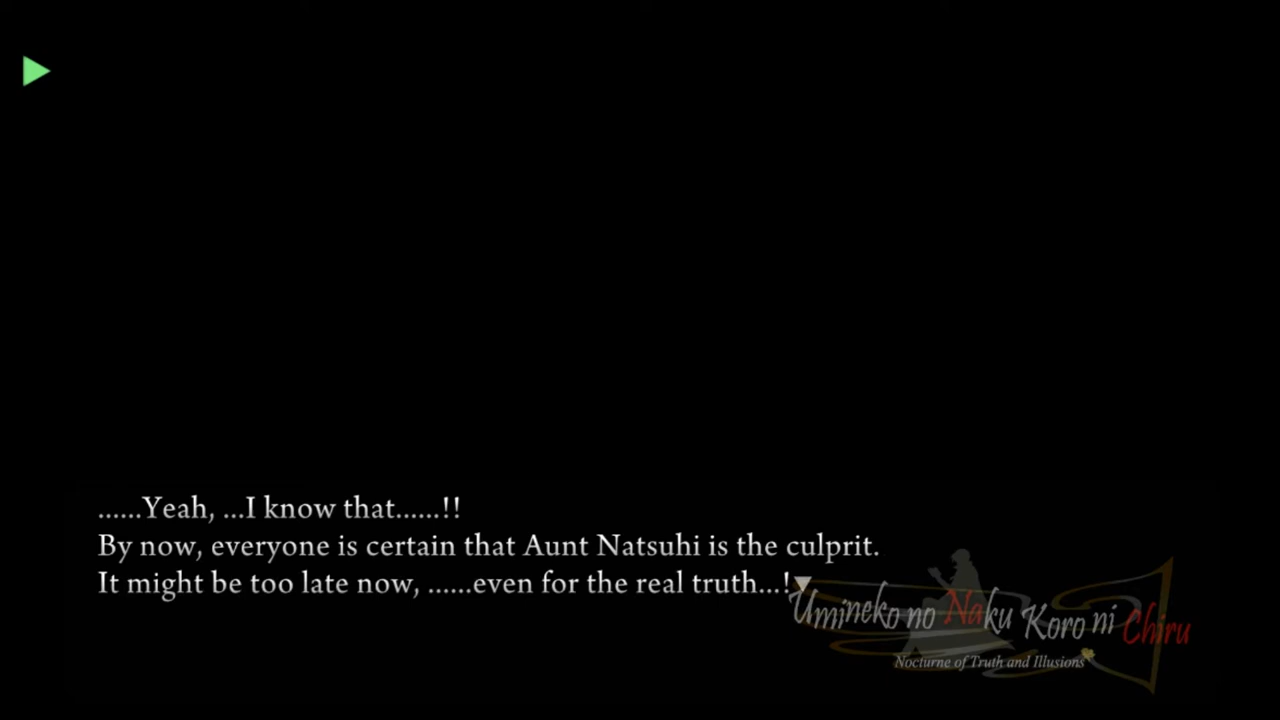 ......Yeah, ...I know that......!!
By now, everyone is certain that Aunt Natsuhi is the culprit.
It might be too late now, ......even for the real truth...!
Umineko no Naku Koro ni Chiru
Nocturne of Truth and Illusions